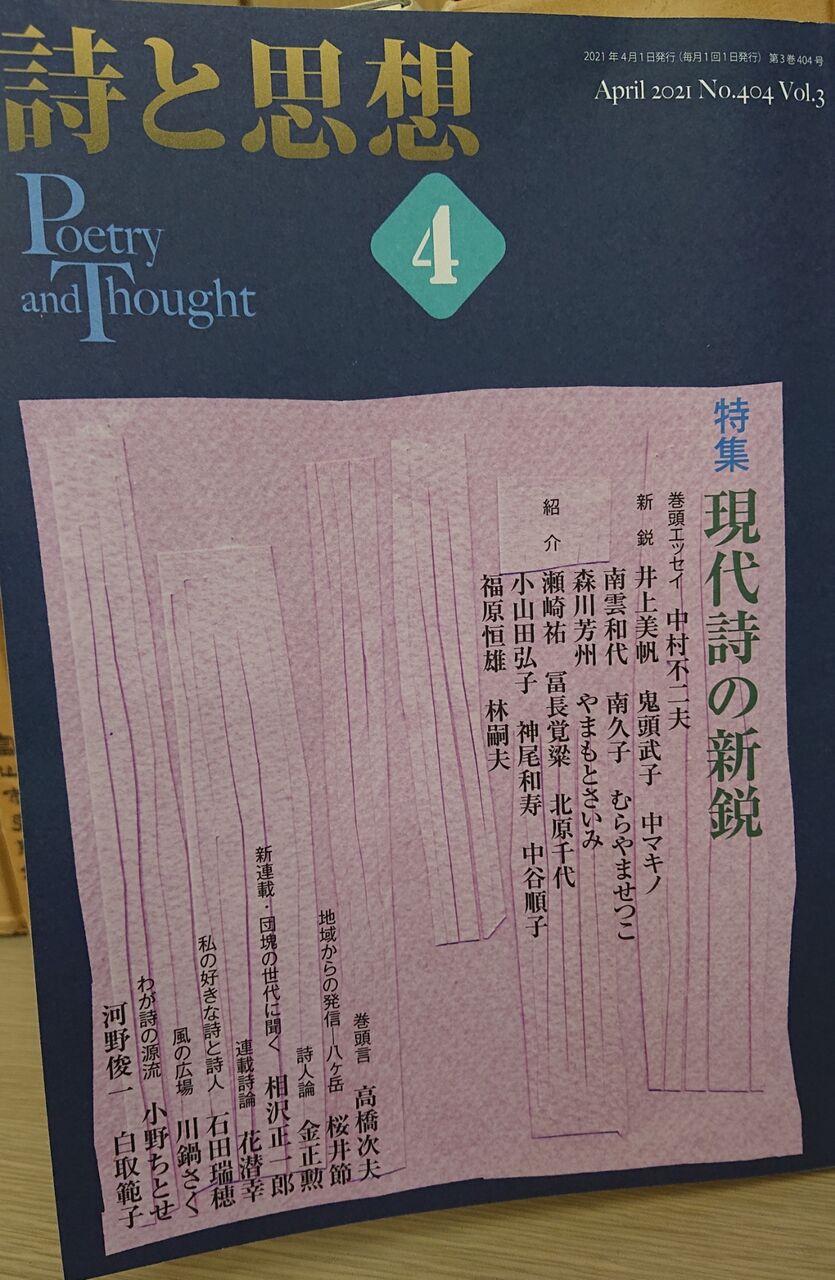 2021年4月1日発行(毎月1回1日発行) 第3巻404号
April 2021 No.404 Vol.3
詩と思想
Poetry
and Thought
4
特集
現代詩の新鋭
巻頭エッセイ 中村不二夫
新鋭 井上美帆 鬼頭武子 中マキノ
南雲和代 南久子 むらやませつこ
森川芳州 やまもとさいみ
紹介 瀬崎祐 冨長覚梁 北原千代
小山田弘子 神尾和寿 中谷順子
福原恒雄 林嗣夫
巻頭言 高橋次夫
地域からの発信―八ヶ岳 桜井節
詩人論 金正勲
新連載・団塊の世代に聞く 相沢正一郎
連載詩論 花潜幸
私の好きな詩と詩人 石田瑞穂
風の広場 川鍋さく
わが詩の源流 小野ちとせ
河野俊一 白取範子